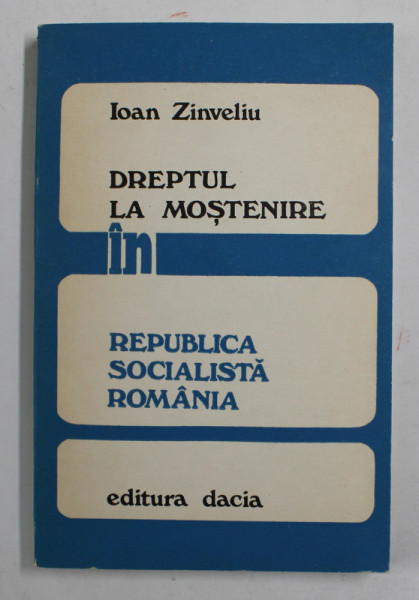 Ioan Zinveliu
DREPTUL
LA MOȘTENIRE
în
REPUBLICA
SOCIALISTĂ
ROMÂNIA
editura dacia